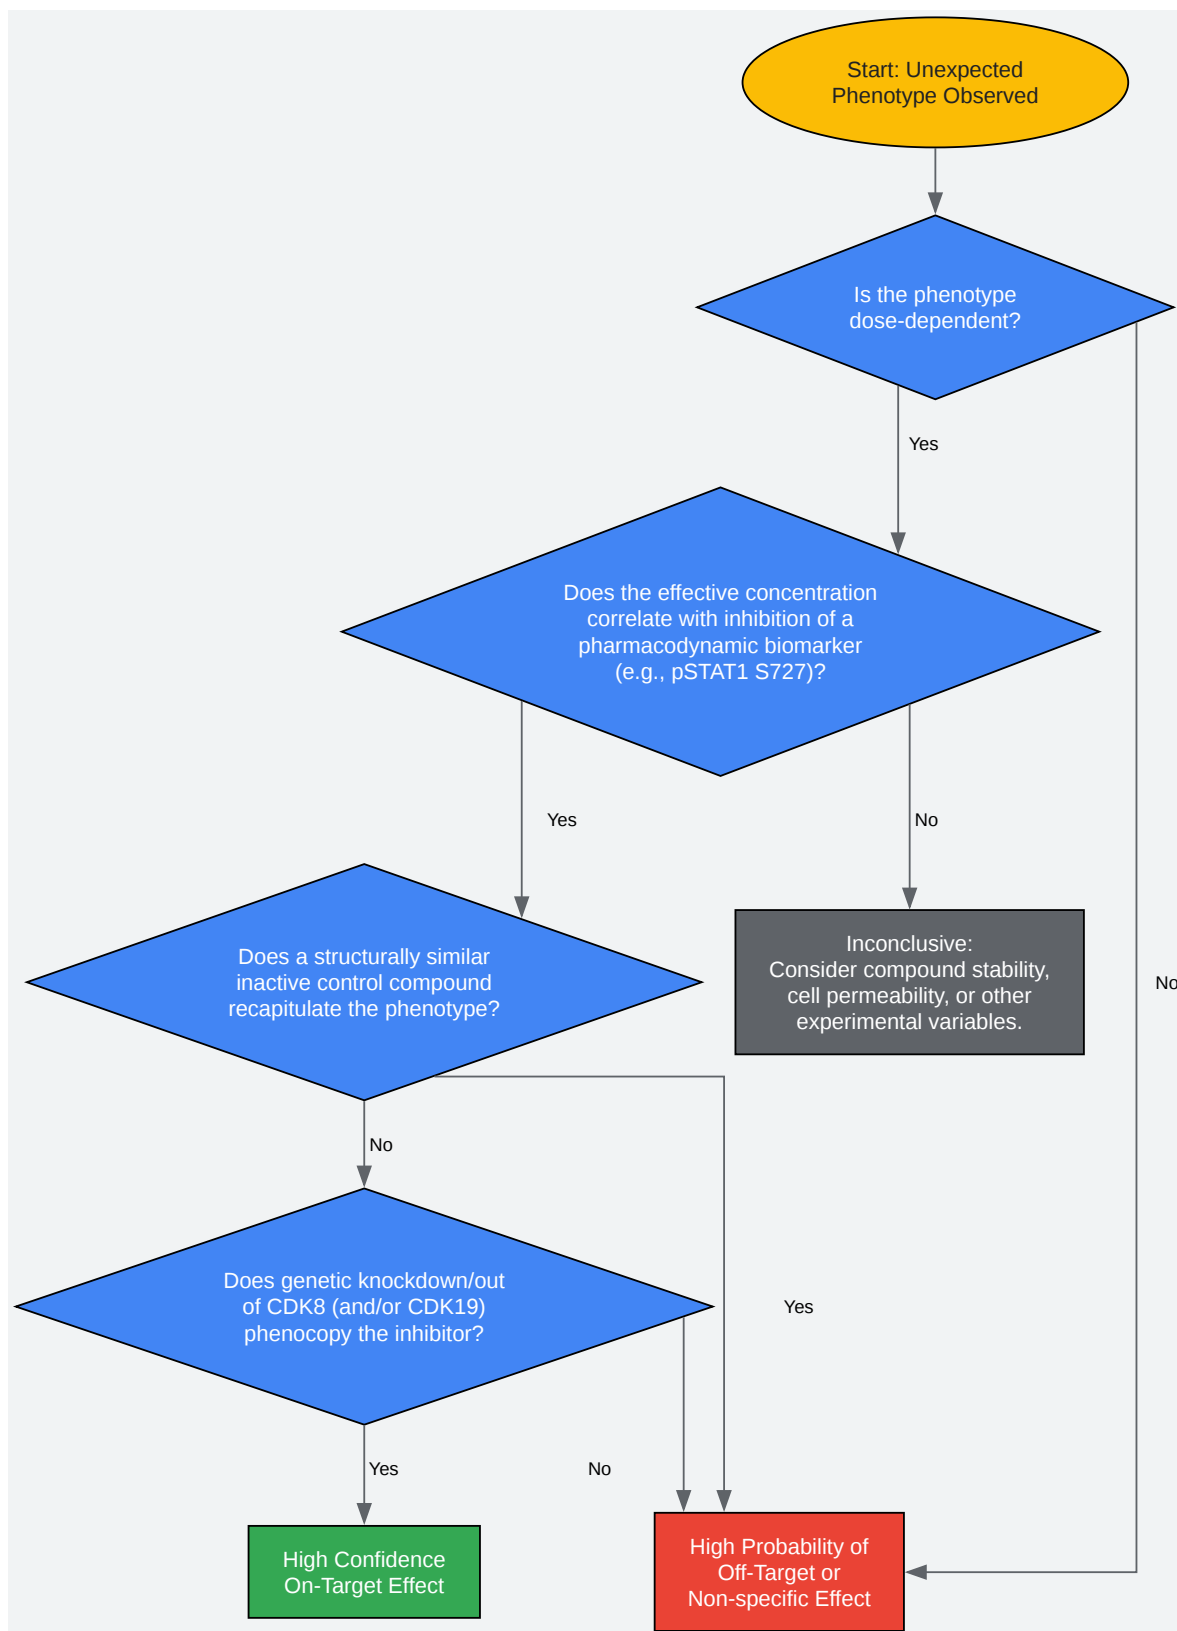 Start: Unexpected
Phenotype Observed
Is the phenotype
dose-dependent?
Yes
Does the effective concentration
correlate with inhibition of a
pharmacodynamic biomarker
(e.g., pSTAT1 S727)?
Yes
No
Does a structurally similar
inactive control compound
recapitulate the phenotype?
Inconclusive:
Consider compound stability,
cell permeability, or other
experimental variables.
No
No
Does genetic knockdown/out
of CDK8 (and/or CDK19)
phenocopy the inhibitor?
Yes
Yes
No
High Confidence
On-Target Effect
High Probability of
Off-Target or
Non-specific Effect